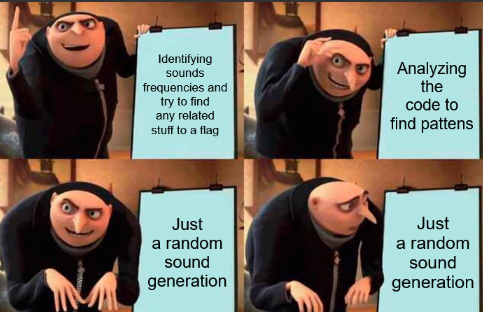 Identifying
sounds
frequencies and
try to find
any related
stuff to a flag
Analyzing
the
code to
find pattens
Just
a random
sound
generation
Just
a random
sound
generation